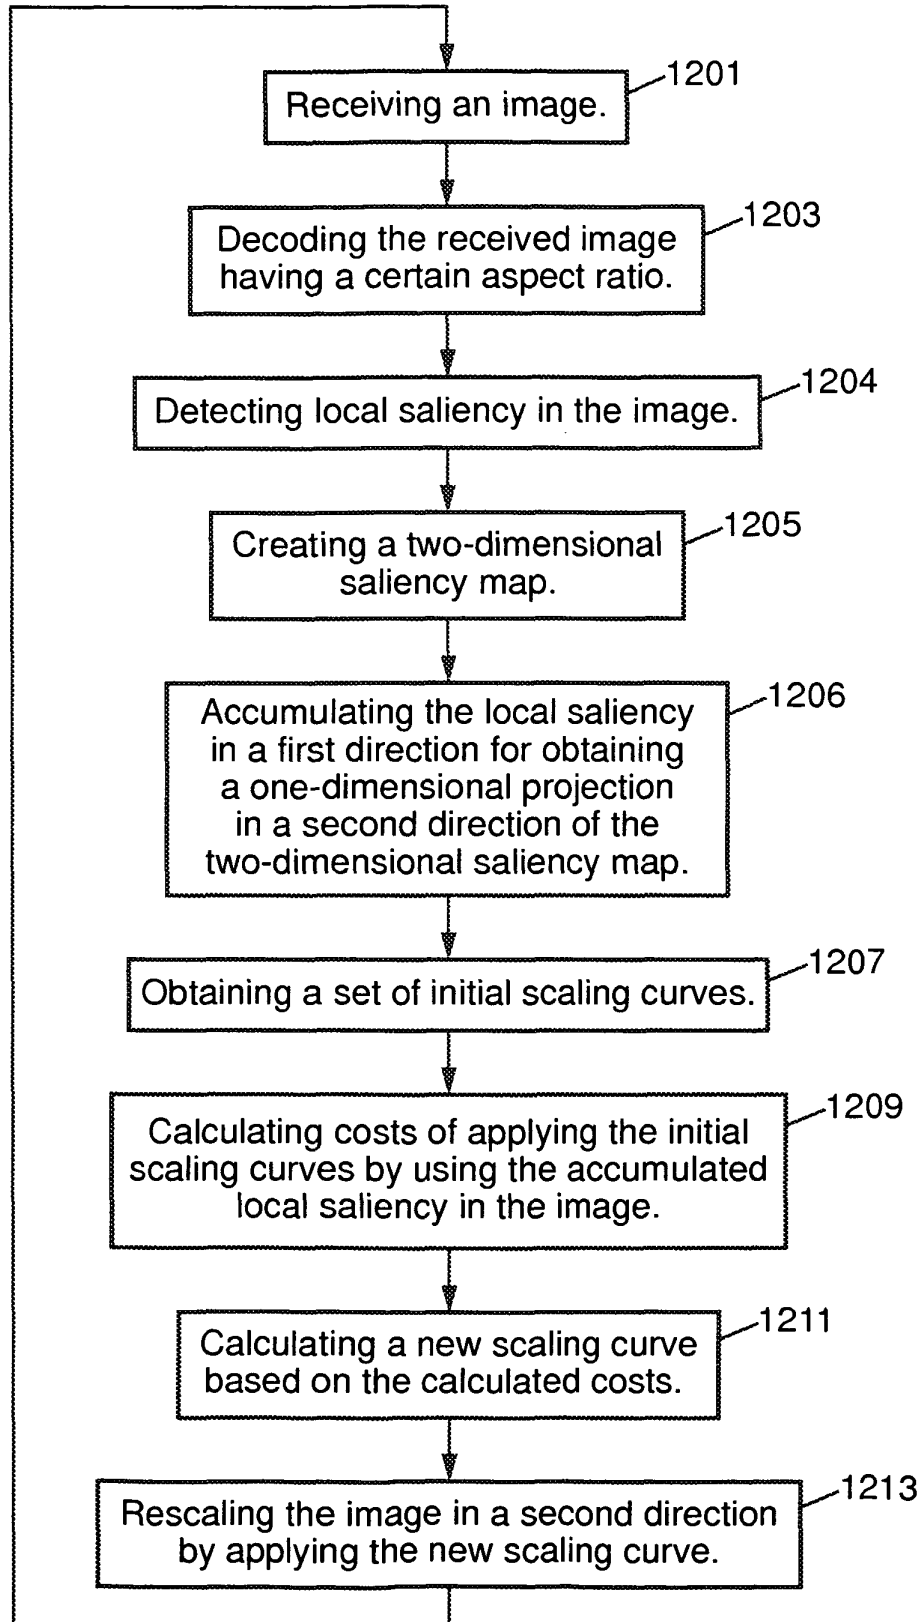 1201
Receiving an image.
1203
Decoding the received image
having a certain aspect ratio.
1204
Detecting local saliency in the image.
1205
Creating a two-dimensional
saliency map.
1206
Accumulating the local saliency
in a first direction for obtaining
a one-dimensional projection
in a second direction of the
two-dimensional saliency map.
1207
Obtaining a set of initial scaling curves.
1209
Calculating costs of applying the initial
scaling curves by using the accumulated
local saliency in the image.
1211
Calculating a new scaling curve
based on the calculated costs.
1213
Rescaling the image in a second direction
by applying the new scaling curve.